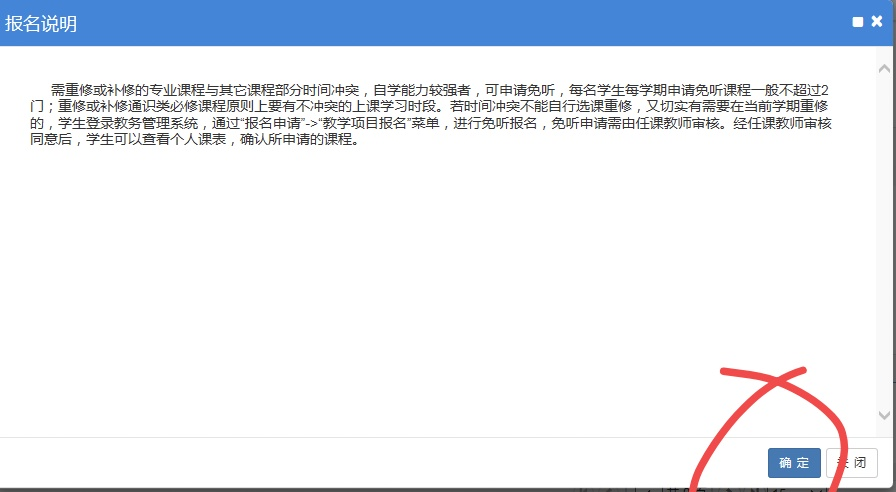 报名说明
需重修或补修的专业课程与其它课程部分时间冲突，自学能力较强者，可申请免听，每名学生每学期申请免听课程一般不超过2
门；重修或补修通识类必修课程原则上要有不冲突的上课学习时段。若时间冲突不能自行选课重修，又切实有需要在当前学期重修
的，学生登录教务管理系统，通过“报名申请”->“教学项目报名”菜单，进行免听报名，免听申请需由任课教师审核。经任课教师审核
同意后，学生可以查看个人课表，确认所申请的课程。
确 定 关 闭